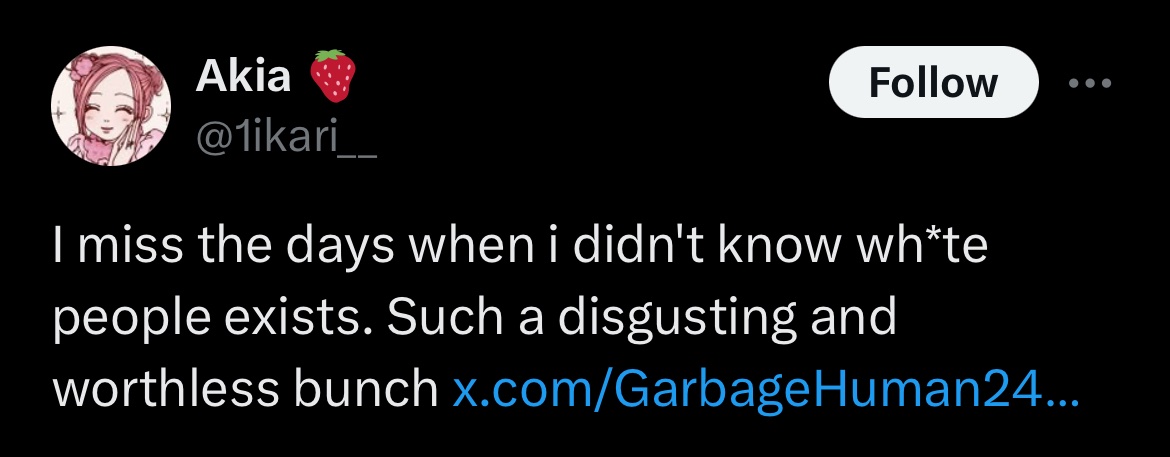 Akia 🍓
Follow
@1ikari__
I miss the days when i didn't know wh*te
people exists. Such a disgusting and
worthless bunch x.com/GarbageHuman24...